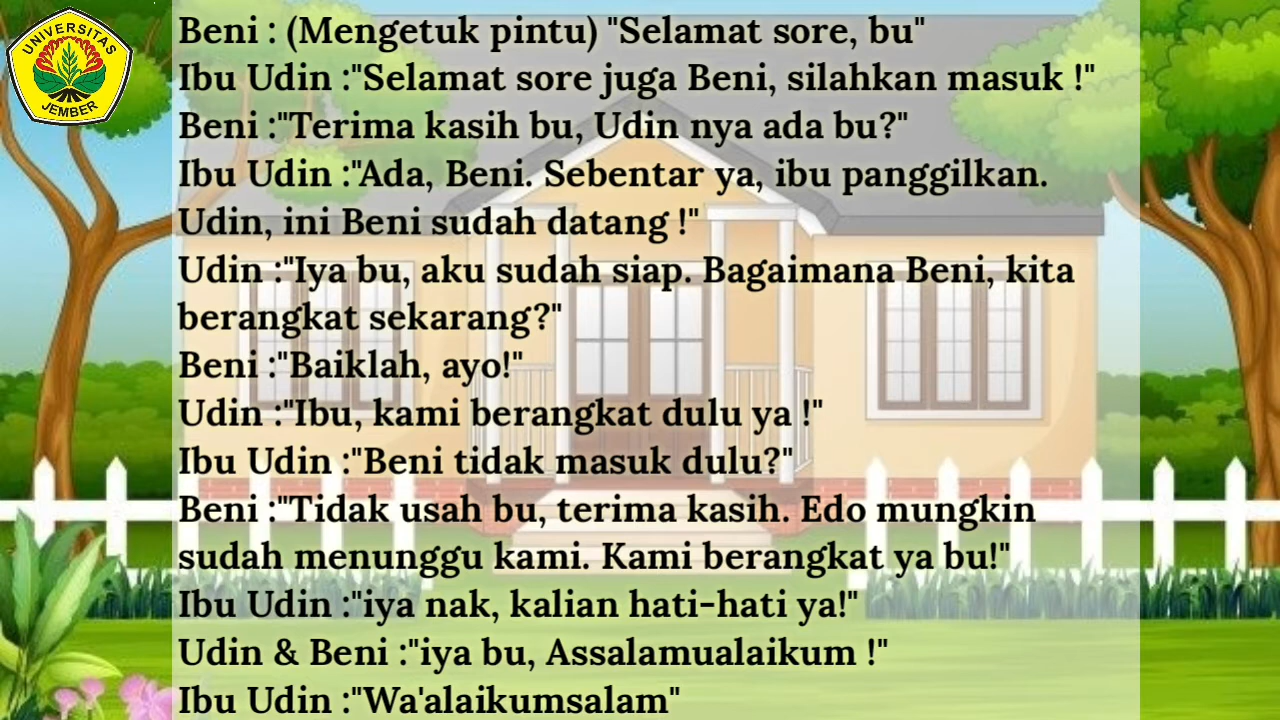 UNIVERSITAS
JEMBER
Beni : (Mengetuk pintu) "Selamat sore, bu"
Ibu Udin :"Selamat sore juga Beni, silahkan masuk !"
Beni :"Terima kasih bu, Udin nya ada bu?"
Ibu Udin :"Ada, Beni. Sebentar ya, ibu panggilkan.
Udin, ini Beni sudah datang !"
Udin :"Iya bu, aku sudah siap. Bagaimana Beni, kita
berangkat sekarang?"
Beni :"Baiklah, ayo!"
Udin :"Ibu, kami berangkat dulu ya !"
Ibu Udin :"Beni tidak masuk dulu?"
Beni :"Tidak usah bu, terima kasih. Edo mungkin
sudah menunggu kami. Kami berangkat ya bu!"
Ibu Udin :"iya nak, kalian hati-hati ya!"
Udin & Beni :"iya bu, Assalamualaikum !"
Ibu Udin :"Wa'alaikumsalam"